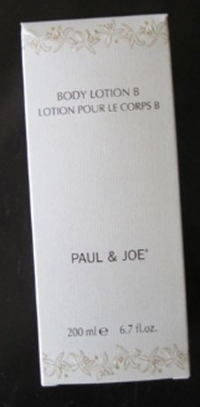 BODY LOTION B
LOTION POUR LE CORPS B
PAUL & JOE
200 ml ℮ 6.7 fl.oz.